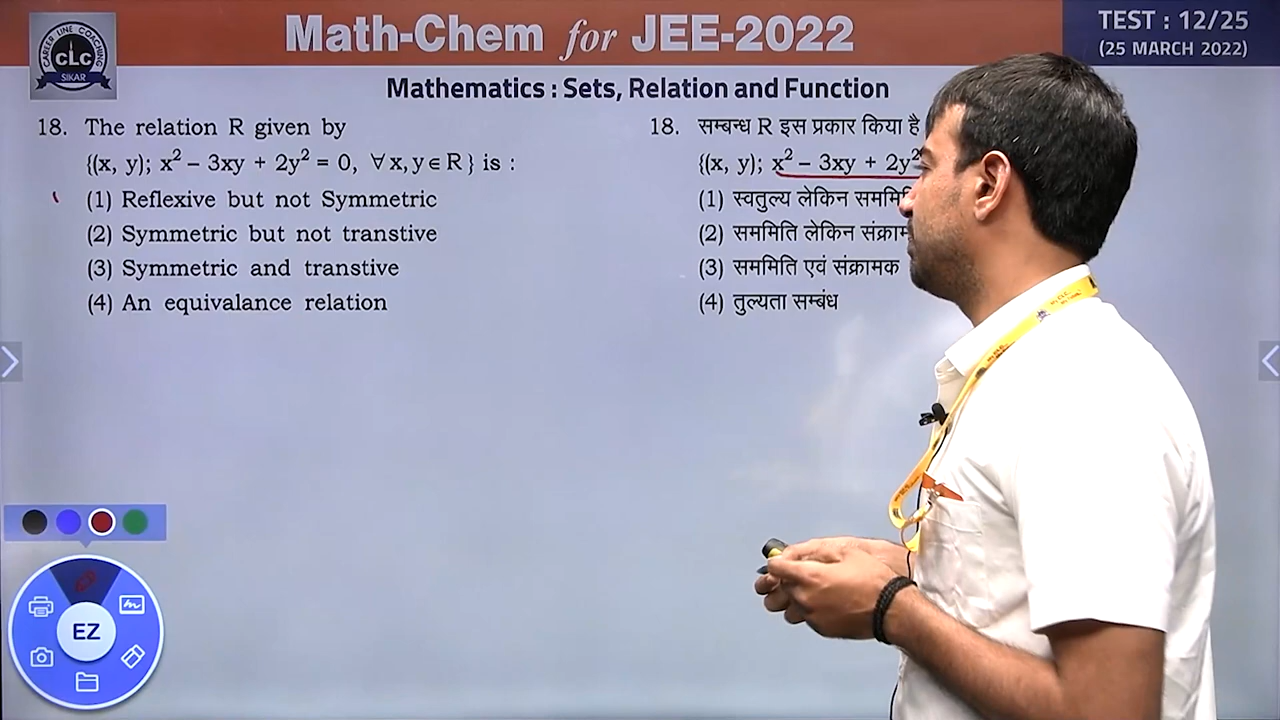 CAREER LINE COACHING
CLC
SIKAR
Math-Chem for JEE-2022
TEST : 12/25
(25 MARCH 2022)
Mathematics : Sets, Relation and Function
18. The relation R given by
{(x, y); x² – 3xy + 2y² = 0, ∀ x, y ∈ R } is :
(1) Reflexive but not Symmetric
(2) Symmetric but not transtive
(3) Symmetric and transtive
(4) An equivalance relation
18. सम्बन्ध R इस प्रकार किया है
{(x, y); x² – 3xy + 2y²
(1) स्वतुल्य लेकिन
(2) सममिति लेकिन
(3) सममिति एवं संक्रामक
(4) तुल्यता सम्बंध
EZ